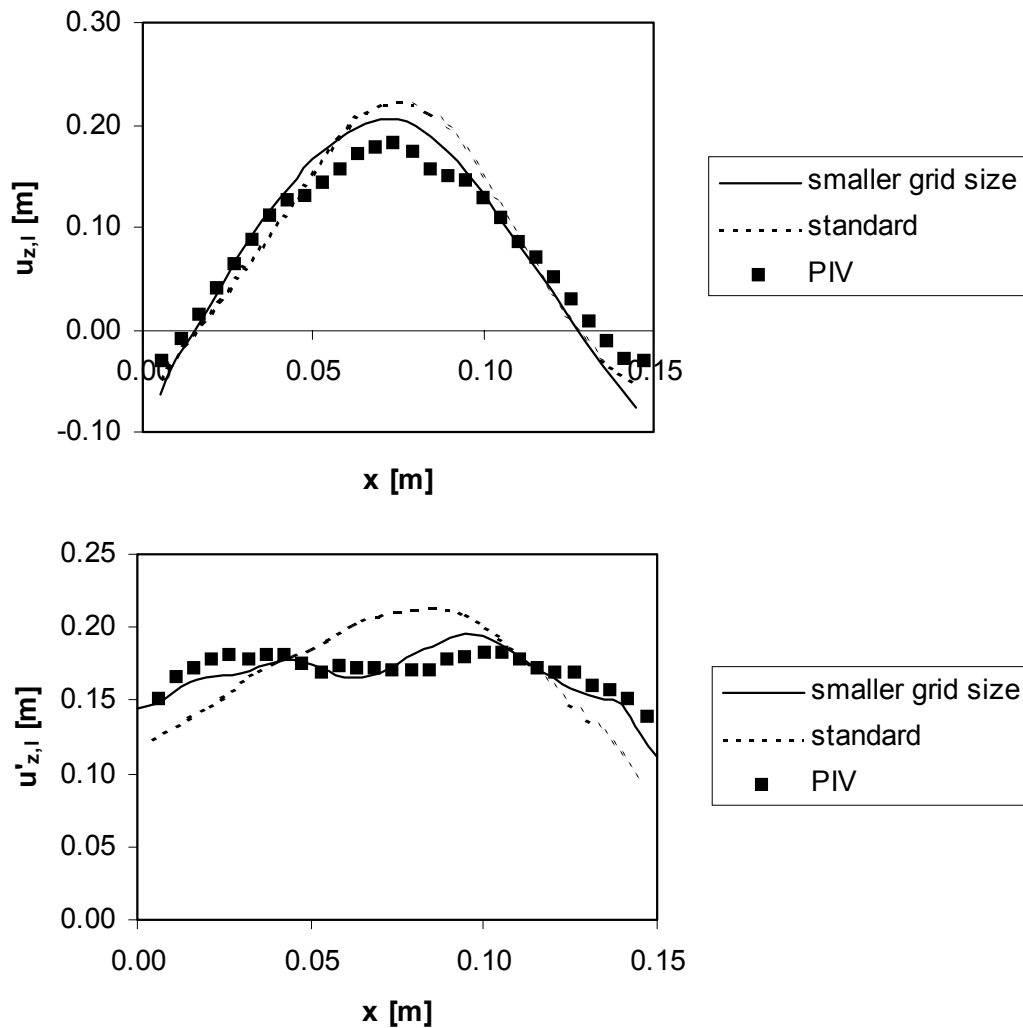 0.30
0.20
0.10
0.00
-0.10
0.00 0.05 0.10 0.15
u_z,l [m]
x [m]
smaller grid size
standard
PIV
0.25
0.20
0.15
0.10
0.05
0.00
0.00 0.05 0.10 0.15
u'_z,l [m]
x [m]
smaller grid size
standard
PIV